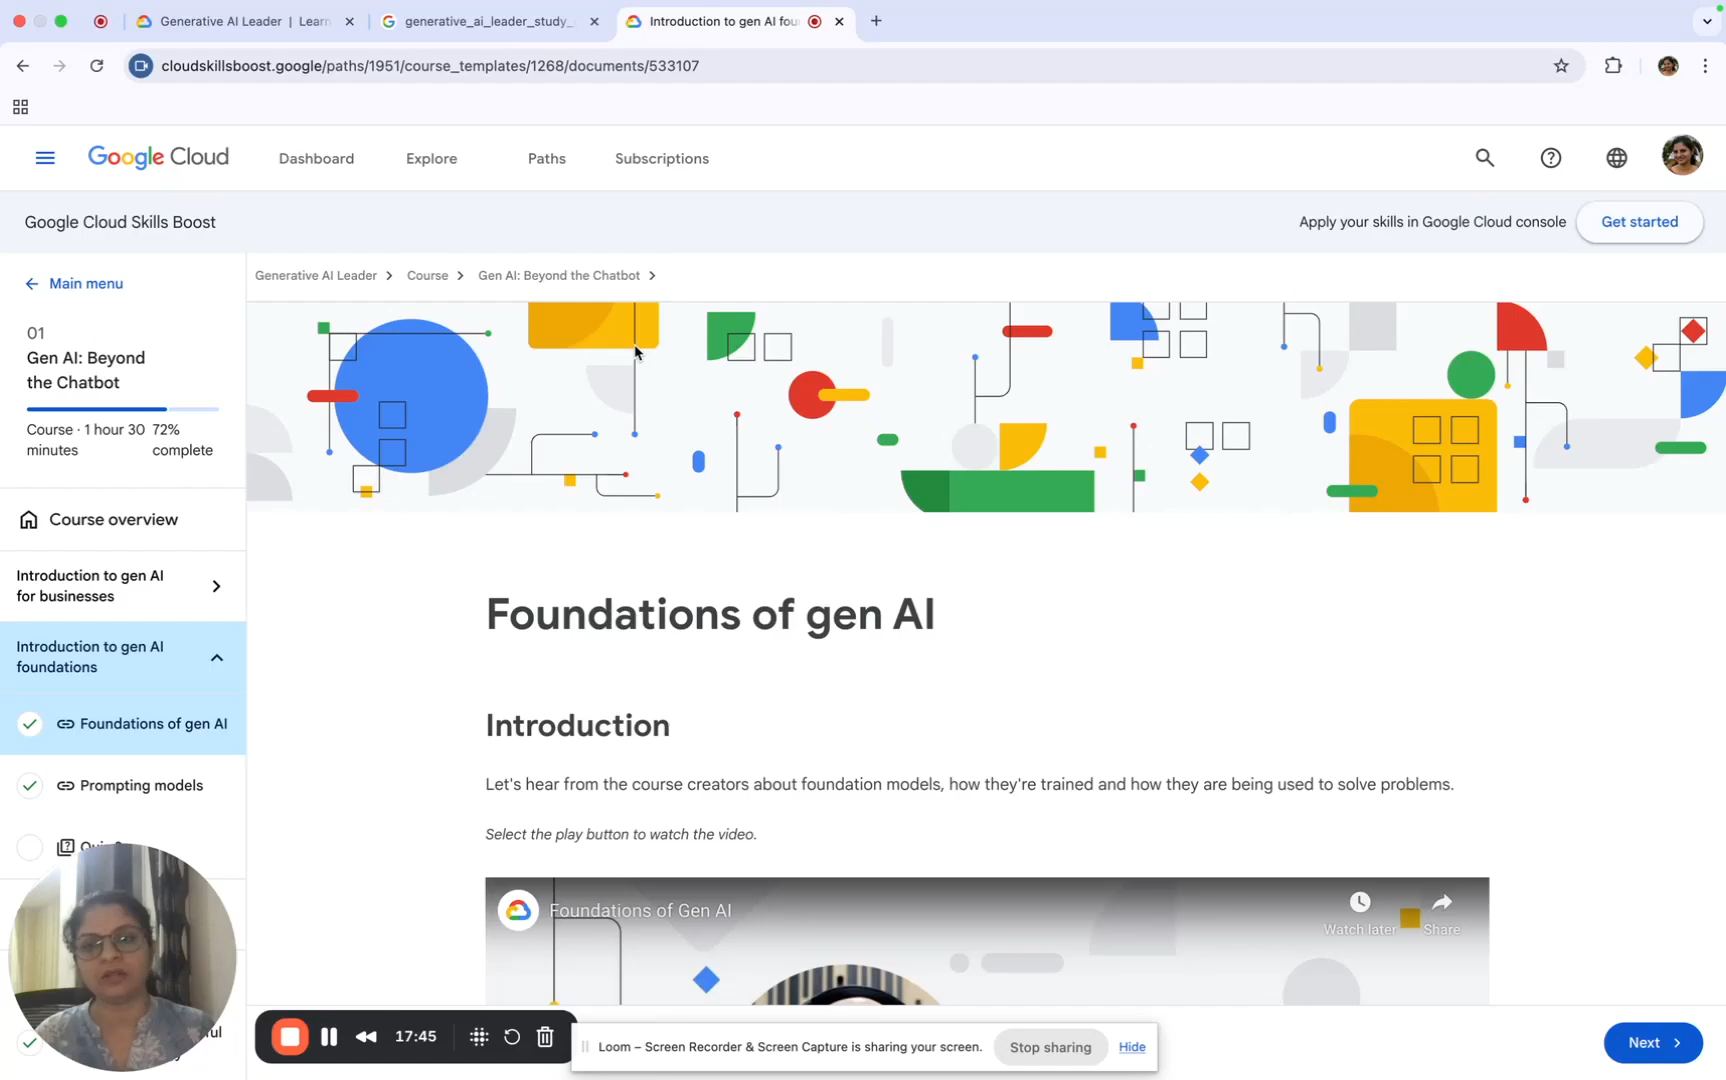 Generative AI Leader | Learn
generative_ai_leader_study_
Introduction to gen AI fou
cloudskillsboost.google/paths/1951/course_templates/1268/documents/533107
Google Cloud
Dashboard
Explore
Paths
Subscriptions
Google Cloud Skills Boost
Apply your skills in Google Cloud console
Get started
Main menu
01
Gen AI: Beyond
the Chatbot
Course · 1 hour 30
minutes
72%
complete
Course overview
Introduction to gen AI
for businesses
Introduction to gen AI
foundations
Foundations of gen AI
Prompting models
Generative AI Leader
Course
Gen AI: Beyond the Chatbot
Foundations of gen AI
Introduction
Let's hear from the course creators about foundation models, how they're trained and how they are being used to solve problems.
Select the play button to watch the video.
Foundations of Gen AI
Watch later
Share
17:45
Loom – Screen Recorder & Screen Capture is sharing your screen.
Stop sharing
Hide
Next